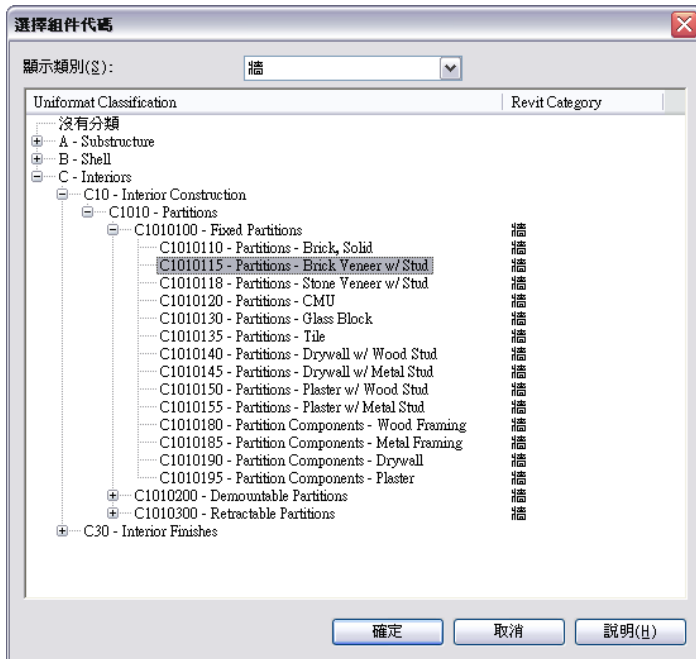 選擇組件代碼
顯示類別(S): 牆
Uniformat Classification Revit Category
沒有分類
A - Substructure
B - Shell
C - Interiors
C10 - Interior Construction
C1010 - Partitions
C1010100 - Fixed Partitions 牆
C1010110 - Partitions - Brick, Solid 牆
C1010115 - Partitions - Brick Veneer w/ Stud 牆
C1010118 - Partitions - Stone Veneer w/ Stud 牆
C1010120 - Partitions - CMU 牆
C1010130 - Partitions - Glass Block 牆
C1010135 - Partitions - Tile 牆
C1010140 - Partitions - Drywall w/ Wood Stud 牆
C1010145 - Partitions - Drywall w/ Metal Stud 牆
C1010150 - Partitions - Plaster w/ Wood Stud 牆
C1010155 - Partitions - Plaster w/ Metal Stud 牆
C1010180 - Partition Components - Wood Framing 牆
C1010185 - Partition Components - Metal Framing 牆
C1010190 - Partition Components - Drywall 牆
C1010195 - Partition Components - Plaster 牆
C1010200 - Demountable Partitions 牆
C1010300 - Retractable Partitions 牆
C30 - Interior Finishes
確定 取消 說明(H)